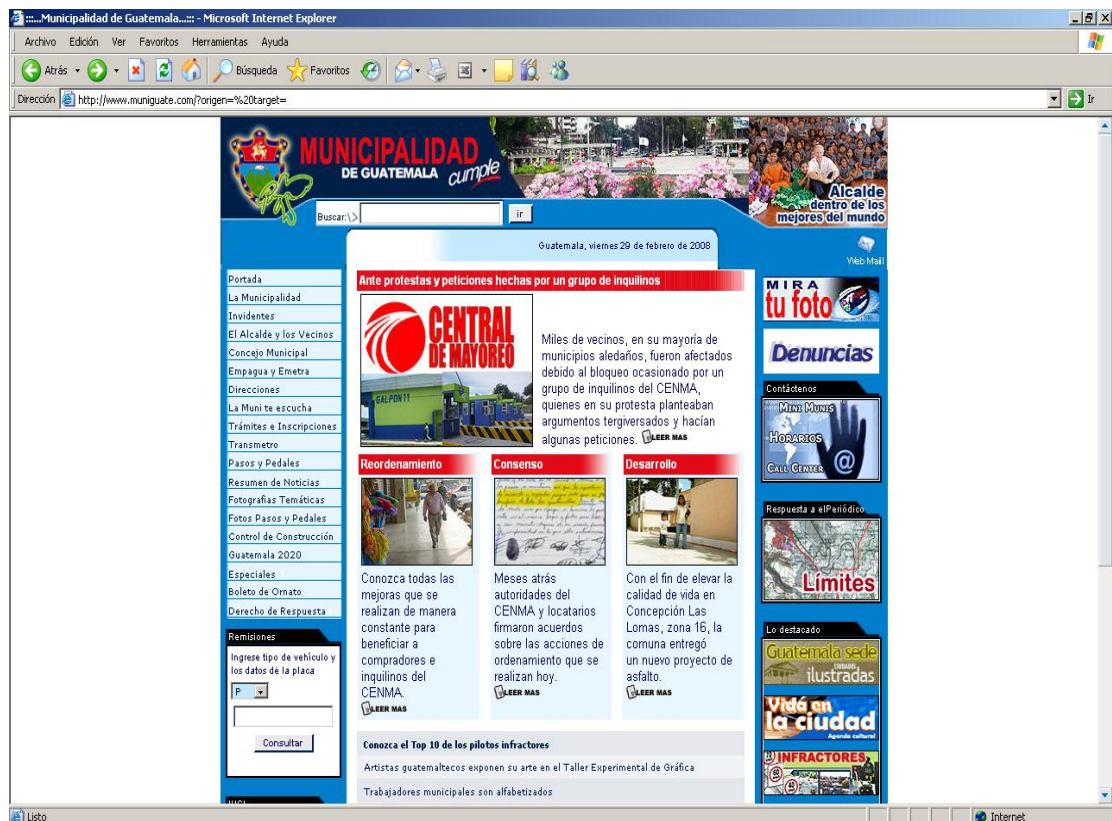 :::...Municipalidad de Guatemala...::: - Microsoft Internet Explorer
Archivo Edición Ver Favoritos Herramientas Ayuda
Atrás Búsqueda Favoritos
Dirección http://www.muniguate.com/?origen=%20target= Ir
MUNICIPALIDAD
DE GUATEMALA cumple
Alcalde
dentro de los
mejores del mundo
Buscar:\> ir
Guatemala, viernes 29 de febrero de 2008
Web Mail
Portada
La Municipalidad
Invidentes
El Alcalde y los Vecinos
Concejo Municipal
Empagua y Emetra
Direcciones
La Muni te escucha
Trámites e Inscripciones
Transmetro
Pasos y Pedales
Resumen de Noticias
Fotografias Temáticas
Fotos Pasos y Pedales
Control de Construcción
Guatemala 2020
Especiales
Boleto de Ornato
Derecho de Respuesta
Remisiones
Ingrese tipo de vehículo y
los datos de la placa
P
Consultar
Ante protestas y peticiones hechas por un grupo de inquilinos
CENTRAL
DE MAYOREO
GALPON 11
Miles de vecinos, en su mayoría de
municipios aledaños, fueron afectados
debido al bloqueo ocasionado por un
grupo de inquilinos del CENMA,
quienes en su protesta planteaban
argumentos tergiversados y hacían
algunas peticiones. LEER MAS
Reordenamiento
Conozca todas las
mejoras que se
realizan de manera
constante para
beneficiar a
compradores e
inquilinos del
CENMA.
LEER MAS
Consenso
Meses atrás
autoridades del
CENMA y locatarios
firmaron acuerdos
sobre las acciones de
ordenamiento que se
realizan hoy.
LEER MAS
Desarrollo
Con el fin de elevar la
calidad de vida en
Concepción Las
Lomas, zona 16, la
comuna entregó
un nuevo proyecto de
asfalto.
LEER MAS
Conozca el Top 10 de los pilotos infractores
Artistas guatemaltecos exponen su arte en el Taller Experimental de Gráfica
Trabajadores municipales son alfabetizados
MIRA
tu foto
Denuncias
Contáctenos
Mini Munis
Horarios
Call Center @
Respuesta a elPeriódico
Límites
Lo destacado
Guatemala sede
CIUDADES
ilustradas
Vida en
la ciudad
Agenda cultural
INFRACTORES
Listo Internet